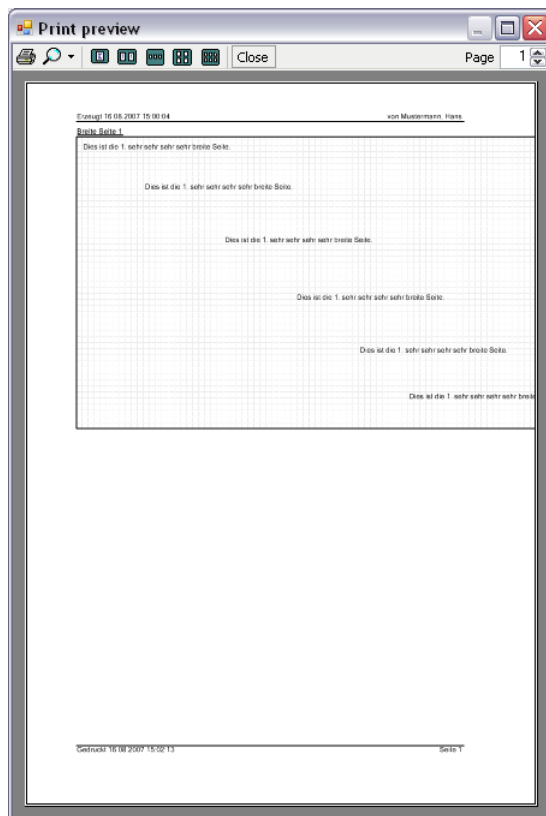 Print preview
Close
Page 1
Erzeugt 16.08.2007 15:00:04 von Mustermann, Hans
Breite Seite 1
Dies ist die 1. sehr sehr sehr sehr breite Seite.
Dies ist die 1. sehr sehr sehr sehr breite Seite.
Dies ist die 1. sehr sehr sehr sehr breite Seite.
Dies ist die 1. sehr sehr sehr sehr breite Seite.
Dies ist die 1. sehr sehr sehr sehr breite Seite.
Dies ist die 1. sehr sehr sehr sehr breite
Gedruckt 16.08.2007 15:02:13 Seite 1